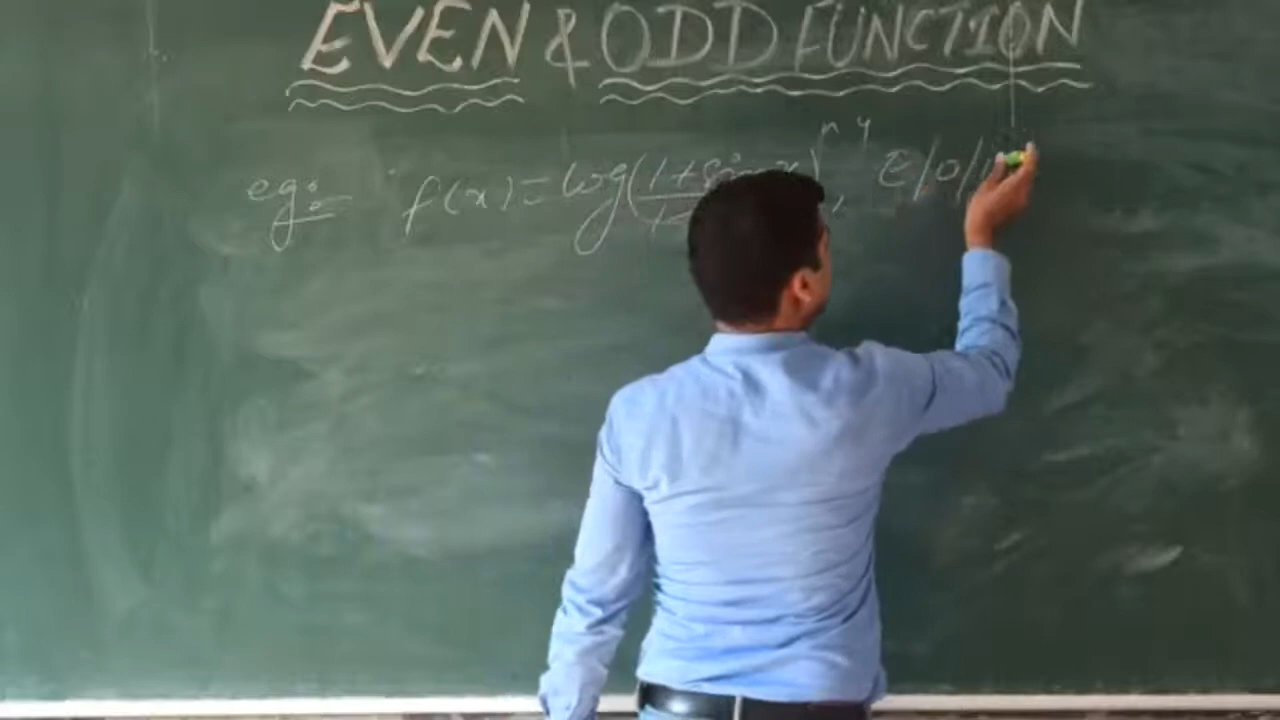 EVEN & ODD FUNCTION
eg:- f(x) = log(1+sin x), E/O/